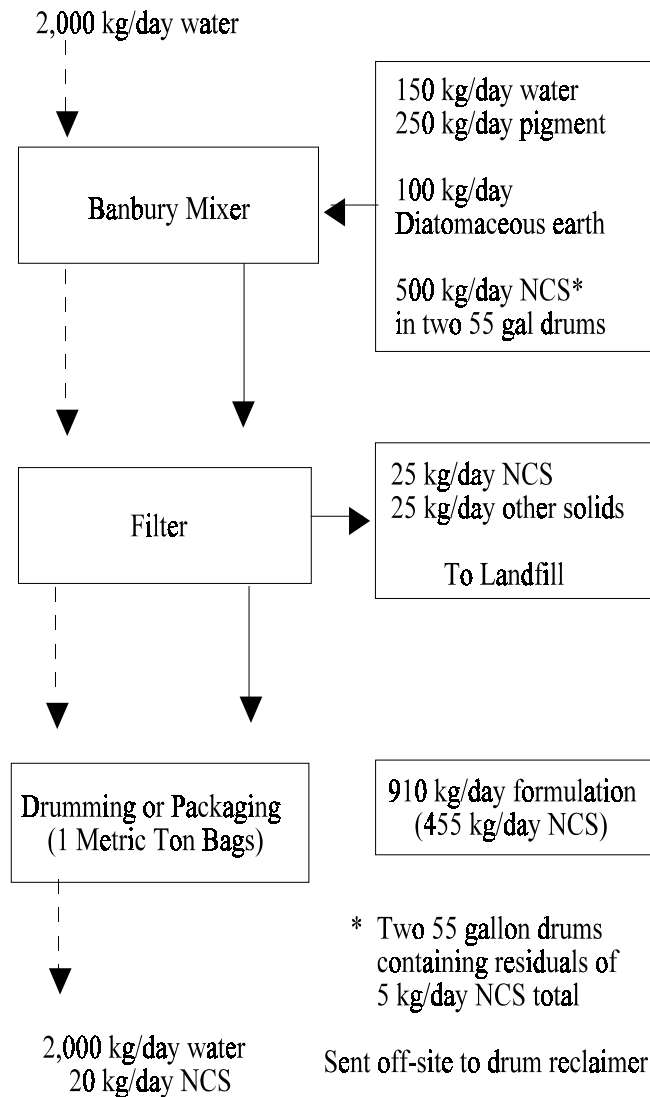 2,000 kg/day water
150 kg/day water
250 kg/day pigment
100 kg/day
Diatomaceous earth
500 kg/day NCS*
in two 55 gal drums
Banbury Mixer
25 kg/day NCS
25 kg/day other solids
To Landfill
Filter
Drumming or Packaging
(1 Metric Ton Bags)
910 kg/day formulation
(455 kg/day NCS)
* Two 55 gallon drums
containing residuals of
5 kg/day NCS total
2,000 kg/day water
20 kg/day NCS
Sent off-site to drum reclaimer